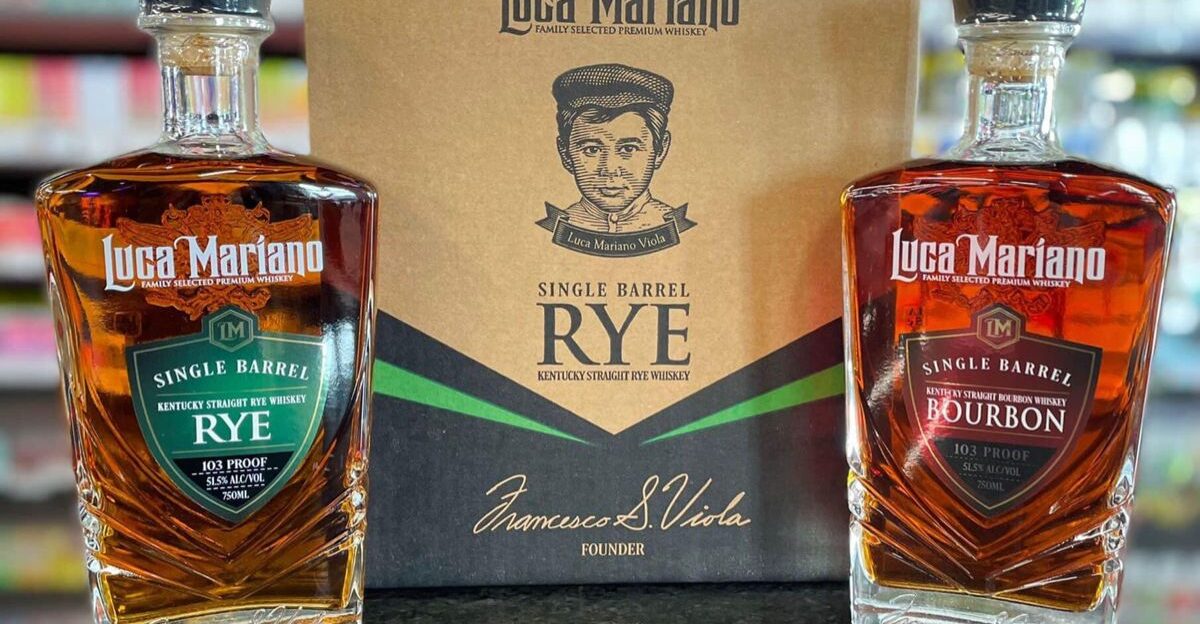 Luca Mariano
FAMILY SELECTED PREMIUM WHISKEY
LM
SINGLE BARREL
KENTUCKY STRAIGHT RYE WHISKEY
RYE
103 PROOF
51.5% ALC/VOL
750ML
Luca Mariano
FAMILY SELECTED PREMIUM WHISKEY
Luca Mariano Viola
SINGLE BARREL
RYE
KENTUCKY STRAIGHT RYE WHISKEY
Francesco S. Viola
FOUNDER
Luca Mariano
FAMILY SELECTED PREMIUM WHISKEY
LM
SINGLE BARREL
KENTUCKY STRAIGHT BOURBON WHISKEY
BOURBON
103 PROOF
51.5% ALC/VOL
750ML